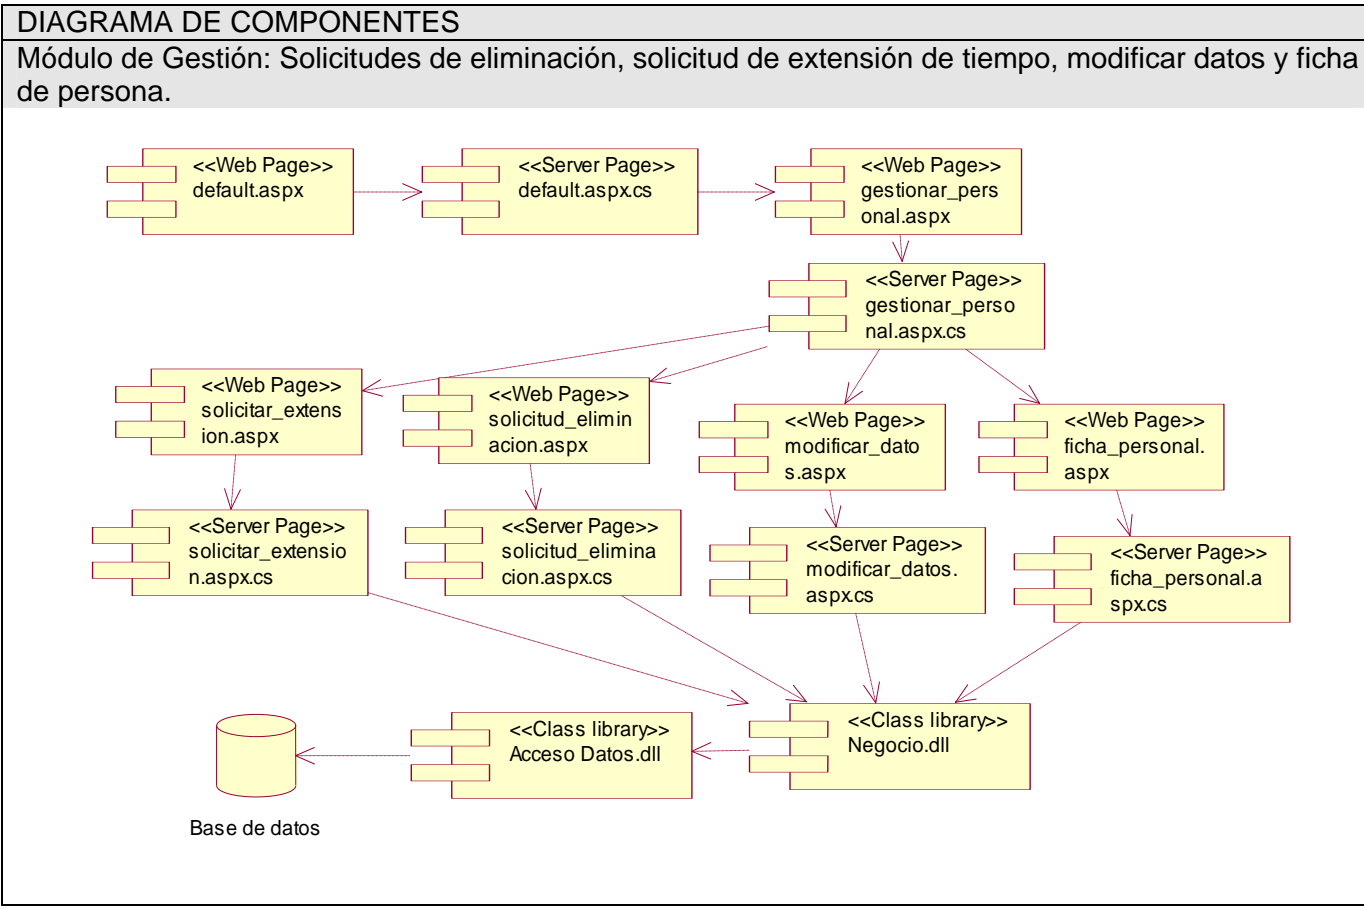 DIAGRAMA DE COMPONENTES
Módulo de Gestión: Solicitudes de eliminación, solicitud de extensión de tiempo, modificar datos y ficha
de persona.
<<Web Page>>
default.aspx
<<Server Page>>
default.aspx.cs
<<Web Page>>
gestionar_pers
onal.aspx
<<Server Page>>
gestionar_perso
nal.aspx.cs
<<Web Page>>
solicitar_extens
ion.aspx
<<Web Page>>
solicitud_elimin
acion.aspx
<<Web Page>>
modificar_dato
s.aspx
<<Web Page>>
ficha_personal.
aspx
<<Server Page>>
solicitar_extensio
n.aspx.cs
<<Server Page>>
solicitud_elimina
cion.aspx.cs
<<Server Page>>
modificar_datos.
aspx.cs
<<Server Page>>
ficha_personal.a
spx.cs
<<Class library>>
Acceso Datos.dll
<<Class library>>
Negocio.dll
Base de datos